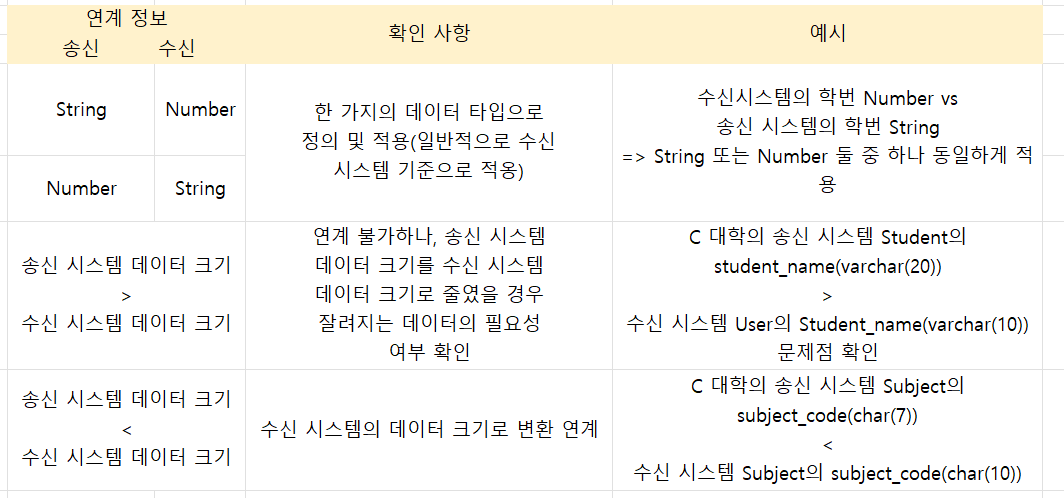 연계 정보
송신 수신
확인 사항
예시
String
Number
한 가지의 데이터 타입으로
정의 및 적용(일반적으로 수신
시스템 기준으로 적옹)
수신시스템의 학번 Number vs
송신 시스템의 학번 String
=> String 또는 Number 둘 중 하나 동일하게 적
용
Number
String
송신 시스템 데이터 크기
>
수신 시스템 데이터 크기
연계 불가하나, 송신 시스템
데이터 크기를 수신 시스템
데이터 크기로 줄였을 경우
잘려지는 데이터의 필요성
여부 확인
C 대학의 송신 시스템 Student의
student_name(varchar(20))
>
수신 시스템 User의 Student_name(varchar(10))
문제점 확인
송신 시스템 데이터 크기
<
수신 시스템 데이터 크기
수신 시스템의 데이터 크기로 변환 연계
C 대학의 송신 시스템 Subject의
subject_code(char(7))
<
수신 시스템 Subject의 subject_code(char(10))